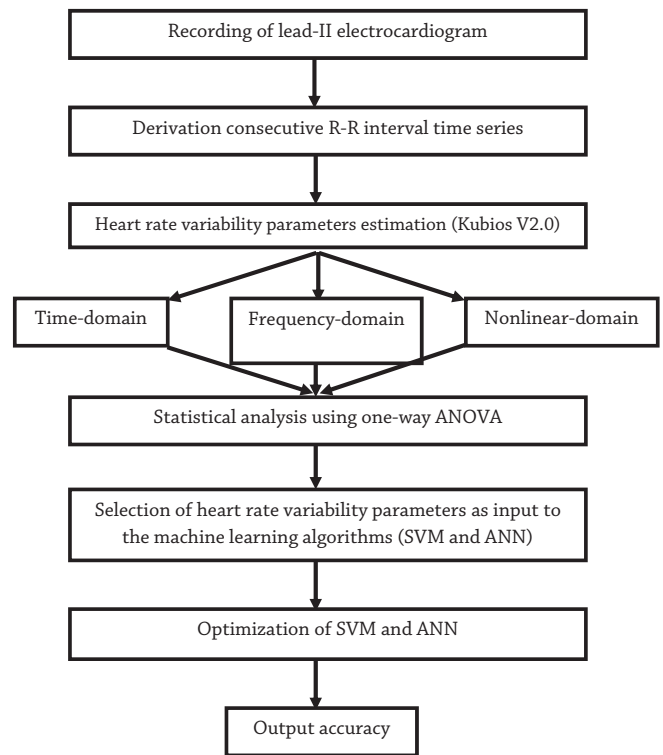 Recording of lead-II electrocardiogram
Derivation consecutive R-R interval time series
Heart rate variability parameters estimation (Kubios V2.0)
Time-domain
Frequency-domain
Nonlinear-domain
Statistical analysis using one-way ANOVA
Selection of heart rate variability parameters as input to
the machine learning algorithms (SVM and ANN)
Optimization of SVM and ANN
Output accuracy